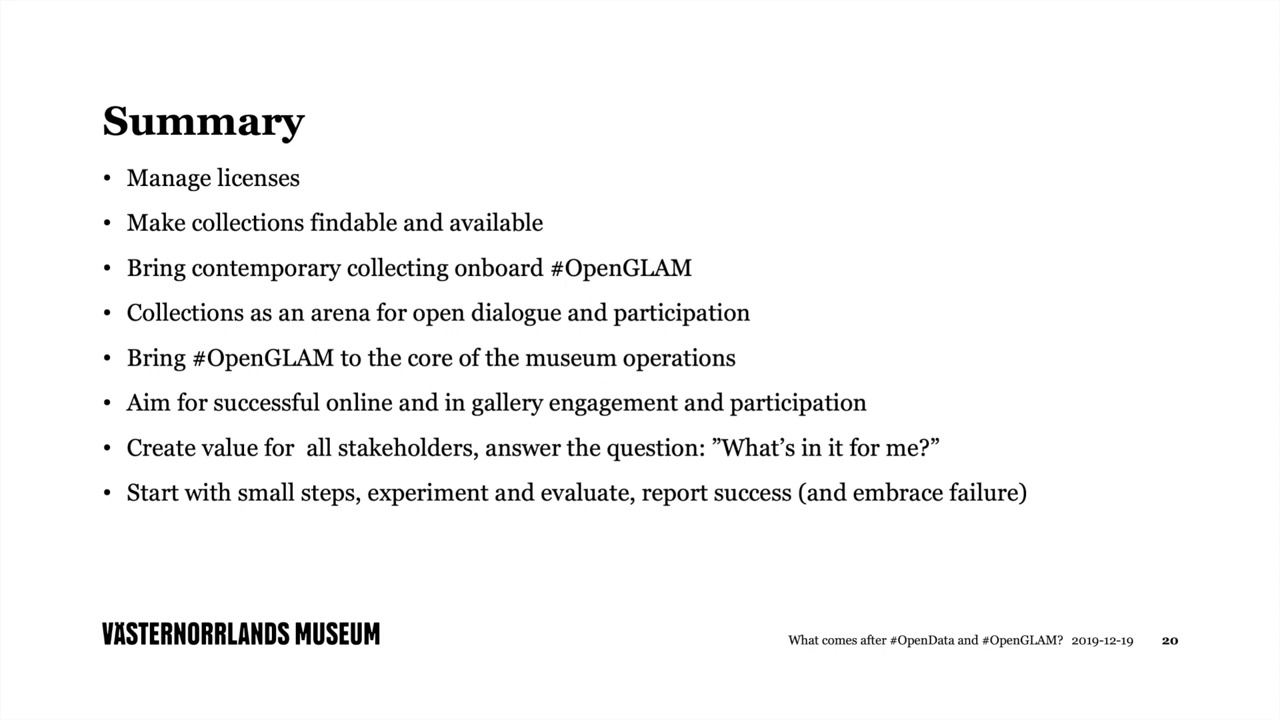 Summary
• Manage licenses
• Make collections findable and available
• Bring contemporary collecting onboard #OpenGLAM
• Collections as an arena for open dialogue and participation
• Bring #OpenGLAM to the core of the museum operations
• Aim for successful online and in gallery engagement and participation
• Create value for  all stakeholders, answer the question: ”What’s in it for me?”
• Start with small steps, experiment and evaluate, report success (and embrace failure)
VÄSTERNORRLANDS MUSEUM
What comes after #OpenData and #OpenGLAM? 2019-12-19 20